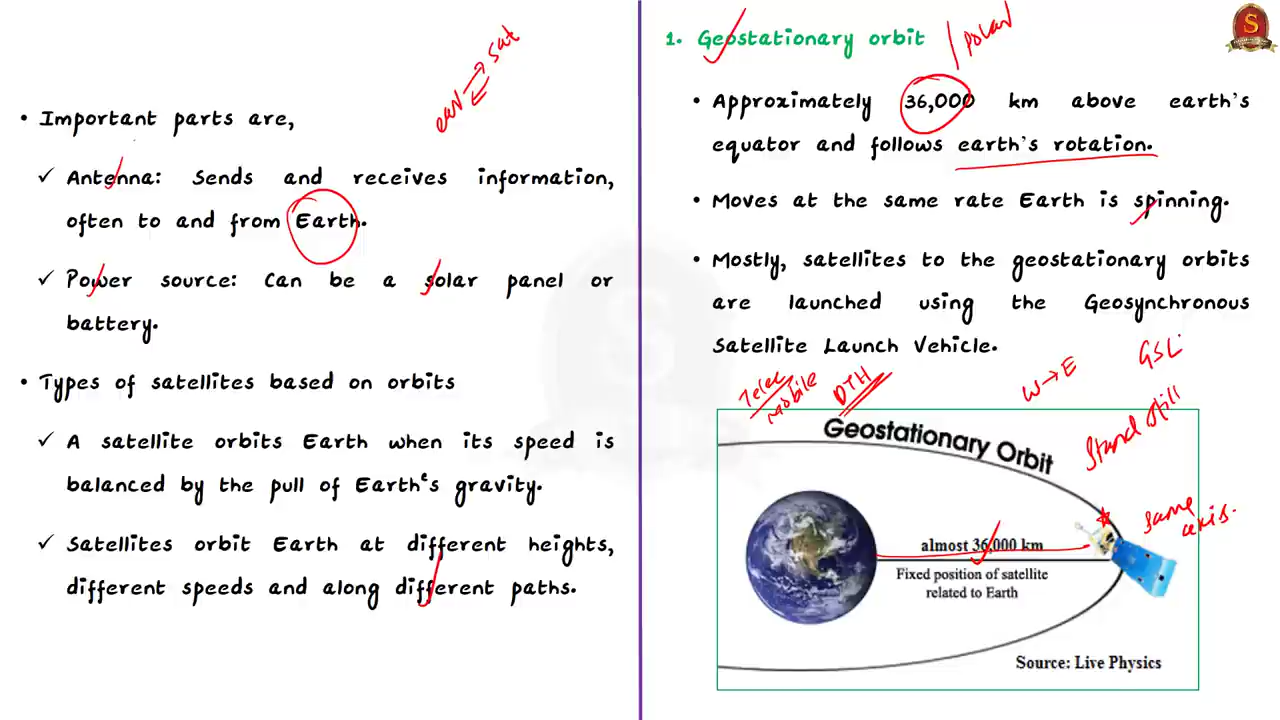 • Important parts are,
✓ Antenna: Sends and receives information,
often to and from Earth.
✓ Power source: Can be a solar panel or
battery.
• Types of satellites based on orbits
✓ A satellite orbits Earth when its speed is
balanced by the pull of Earth‘s gravity.
✓ Satellites orbit Earth at different heights,
different speeds and along different paths.
sat
1. Geostationary orbit
/ Polar
• Approximately 36,000 km above earth's
equator and follows earth's rotation.
• Moves at the same rate Earth is spinning.
• Mostly, satellites to the geostationary orbits
are launched using the Geosynchronous
Satellite Launch Vehicle.
GSL
W → E
Tele
Mobile
DTH
Stand still
Geostationary Orbit
same
axis.
almost 36,000 km
Fixed position of satellite
related to Earth
Source: Live Physics
S